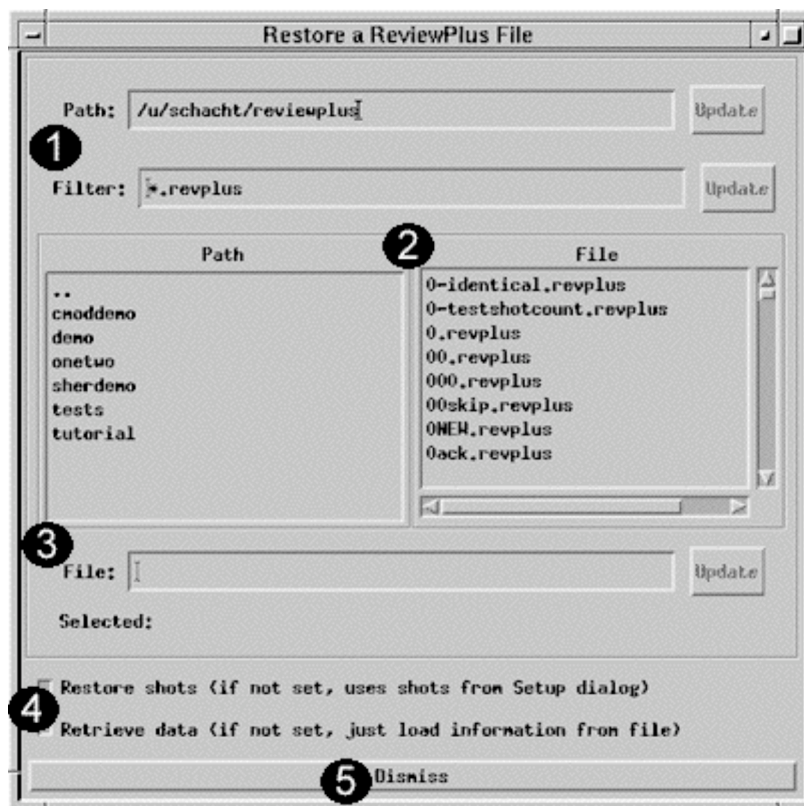 Restore a ReviewPlus File
Path: /u/schacht/reviewplus Update
1
Filter: *.revplus Update
Path 2 File
..
cmoddemo
demo
onetwo
sherdemo
tests
tutorial
0-identical.revplus
0-testshotcount.revplus
0.revplus
00.revplus
000.revplus
00skip.revplus
0NEW.revplus
0ack.revplus
3
File: Update
Selected:
Restore shots (if not set, uses shots from Setup dialog)
4
Retrieve data (if not set, just load information from file)
5 Dismiss